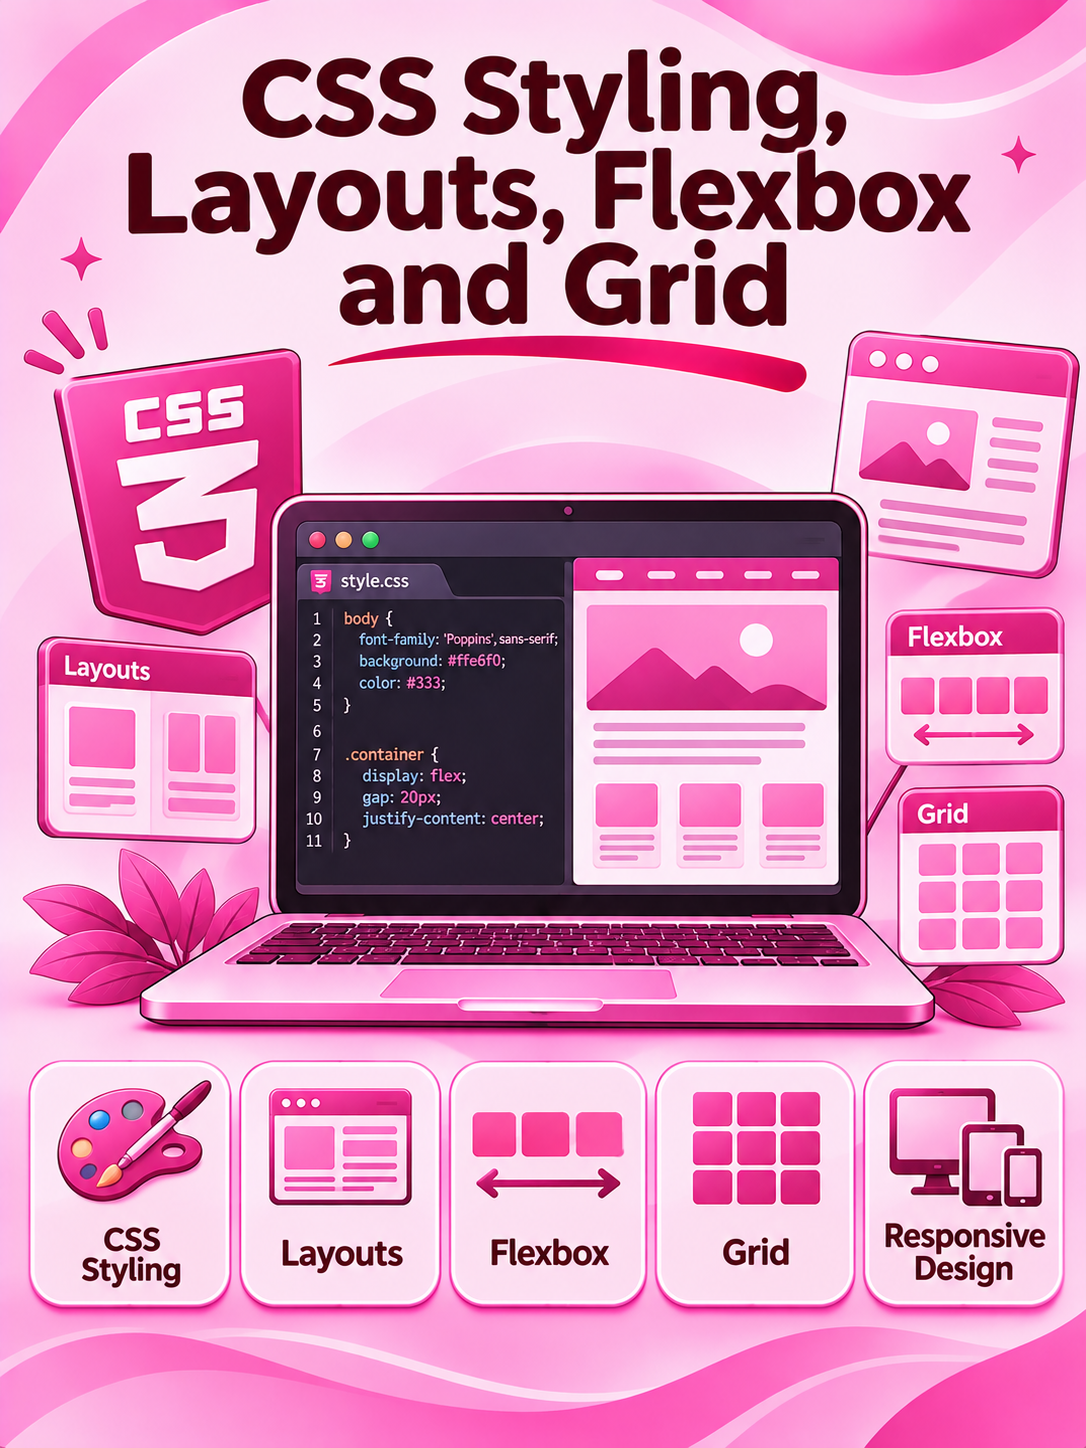 CSS Styling,
Layouts, Flexbox
and Grid
CSS
3
style.css
1 body {
2 font-family: 'Poppins', sans-serif;
3 background: #ffe6f0;
4 color: #333;
5 }
6
7 .container {
8 display: flex;
9 gap: 20px;
10 justify-content: center;
11 }
Layouts
Flexbox
Grid
CSS
Styling
Layouts
Flexbox
Grid
Responsive
Design